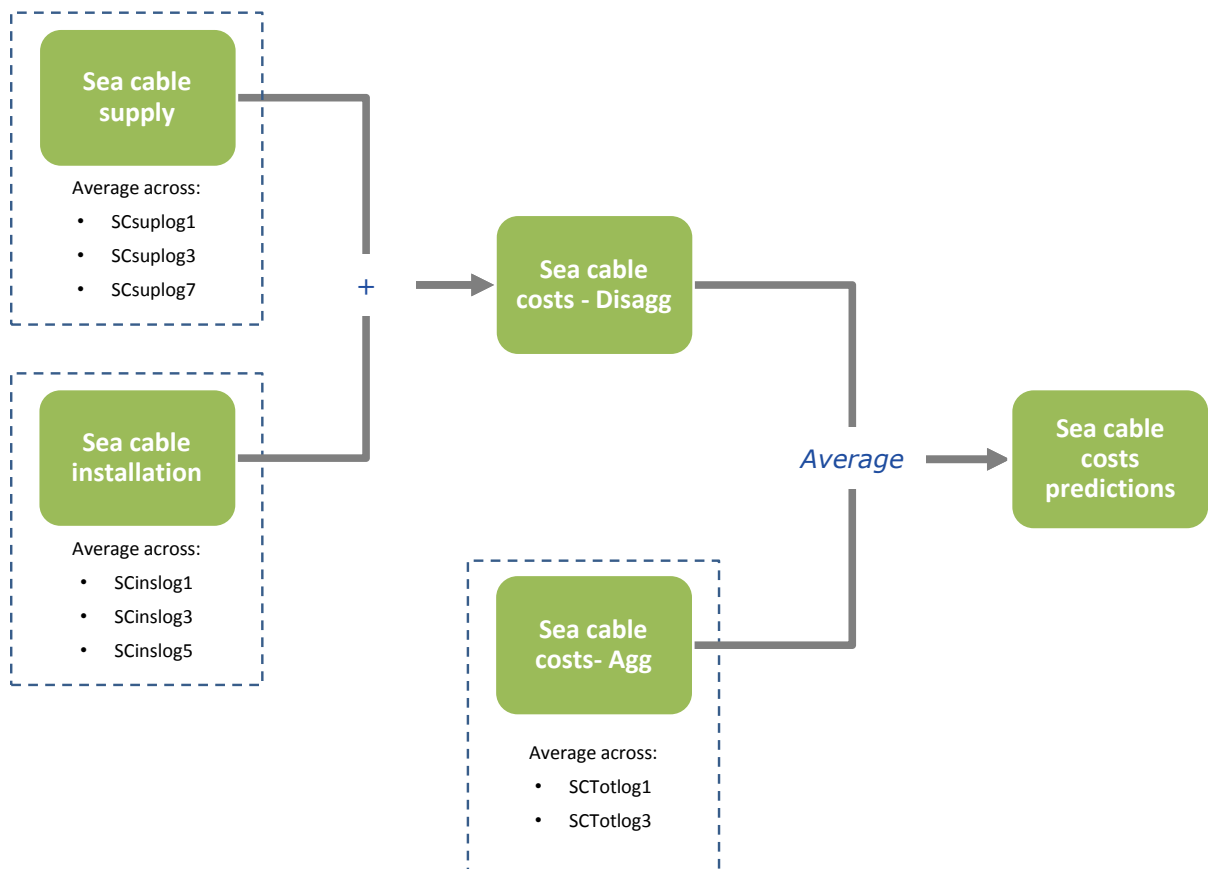 Sea cable
supply
Average across:
• SCsuplog1
• SCsuplog3
• SCsuplog7
+
Sea cable
costs - Disagg
Sea cable
installation
Average across:
• SCinslog1
• SCinslog3
• SCinslog5
Average
Sea cable
costs
predictions
Sea cable
costs- Agg
Average across:
• SCTotlog1
• SCTotlog3